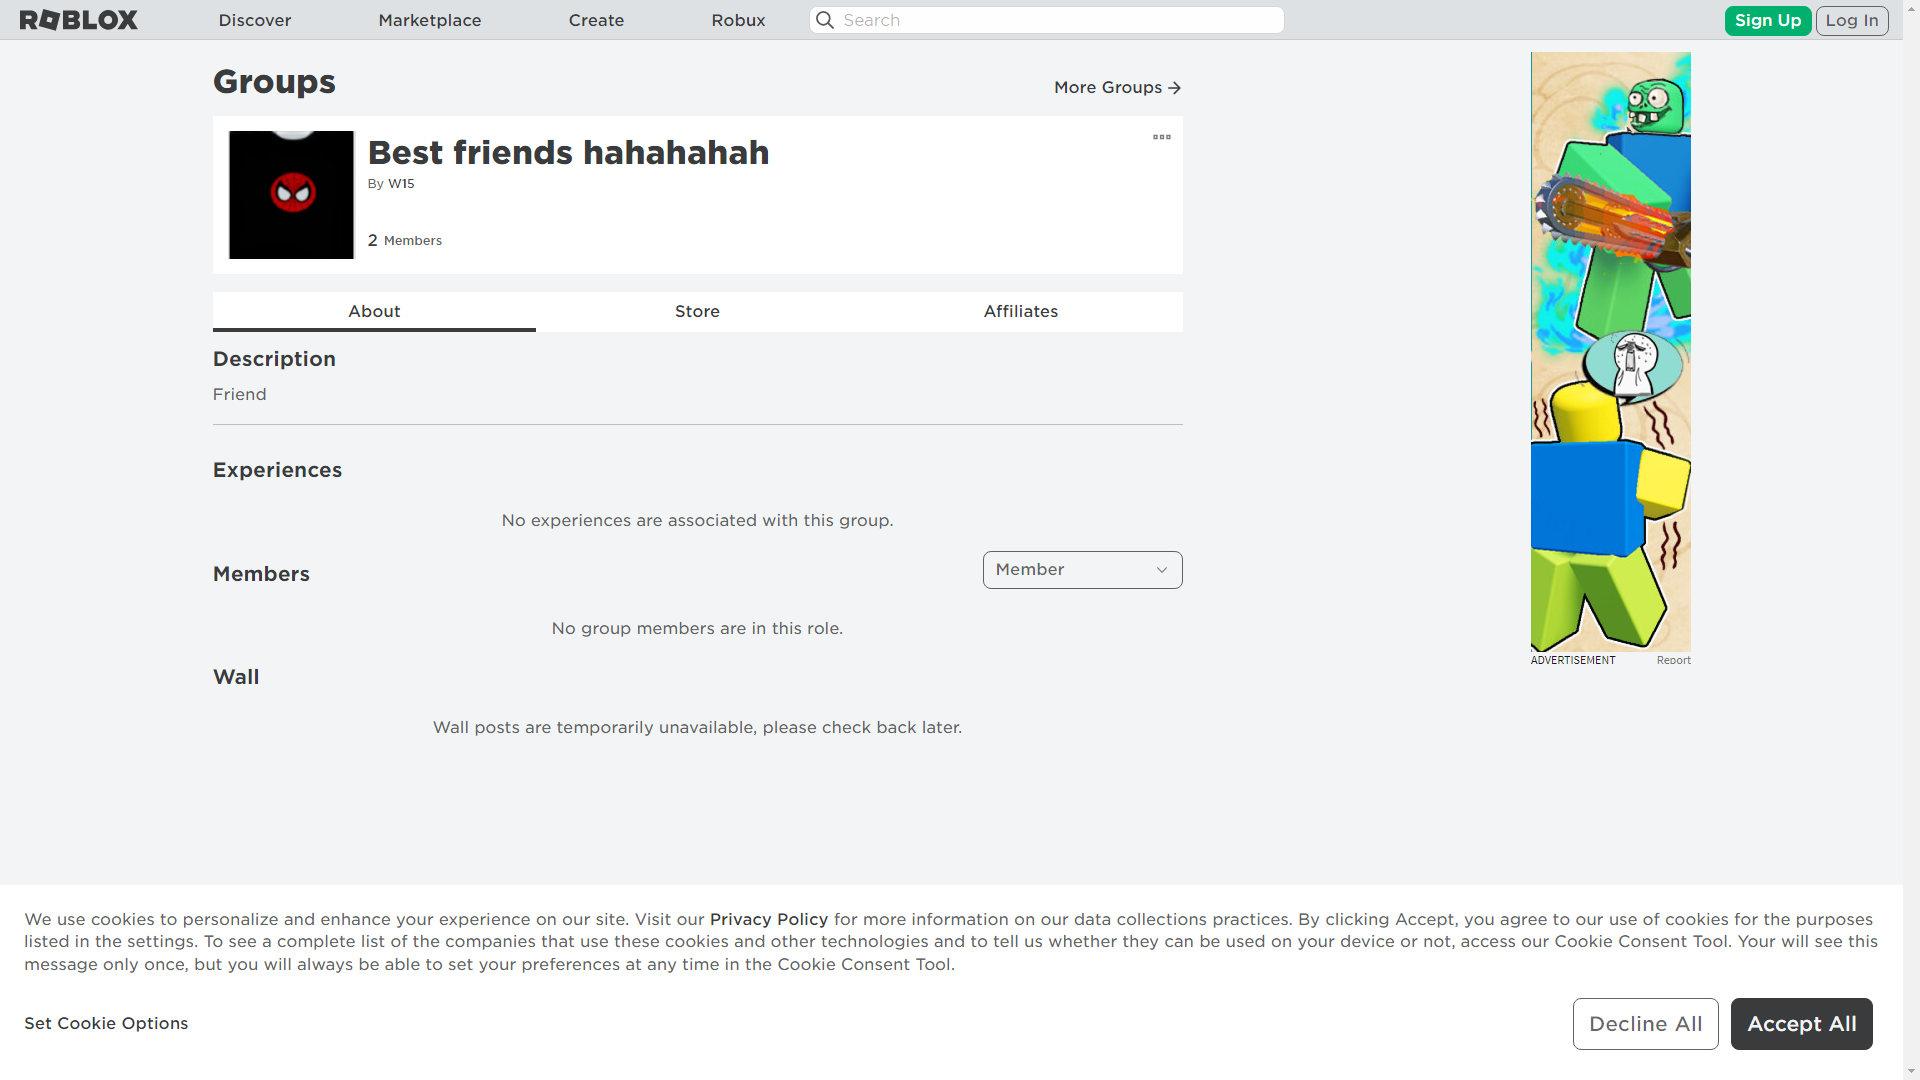 ROBLOX
Discover
Marketplace
Create
Robux
Search
Sign Up
Log In
Groups
More Groups
Best friends hahahahah
By W15
2 Members
About
Store
Affiliates
Description
Friend
Experiences
No experiences are associated with this group.
Members
Member
No group members are in this role.
Wall
Wall posts are temporarily unavailable, please check back later.
ADVERTISEMENT
Report
We use cookies to personalize and enhance your experience on our site. Visit our Privacy Policy for more information on our data collections practices. By clicking Accept, you agree to our use of cookies for the purposes
listed in the settings. To see a complete list of the companies that use these cookies and other technologies and to tell us whether they can be used on your device or not, access our Cookie Consent Tool. Your will see this
message only once, but you will always be able to set your preferences at any time in the Cookie Consent Tool.
Set Cookie Options
Decline All
Accept All